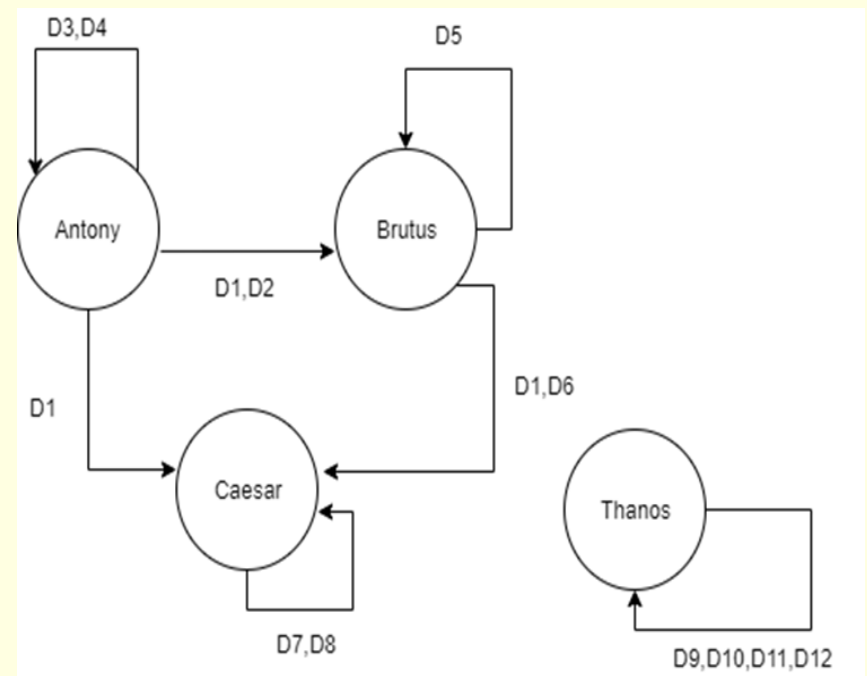 D3,D4
D5
Antony
Brutus
D1,D2
D1,D6
D1
Caesar
Thanos
D7,D8
D9,D10,D11,D12